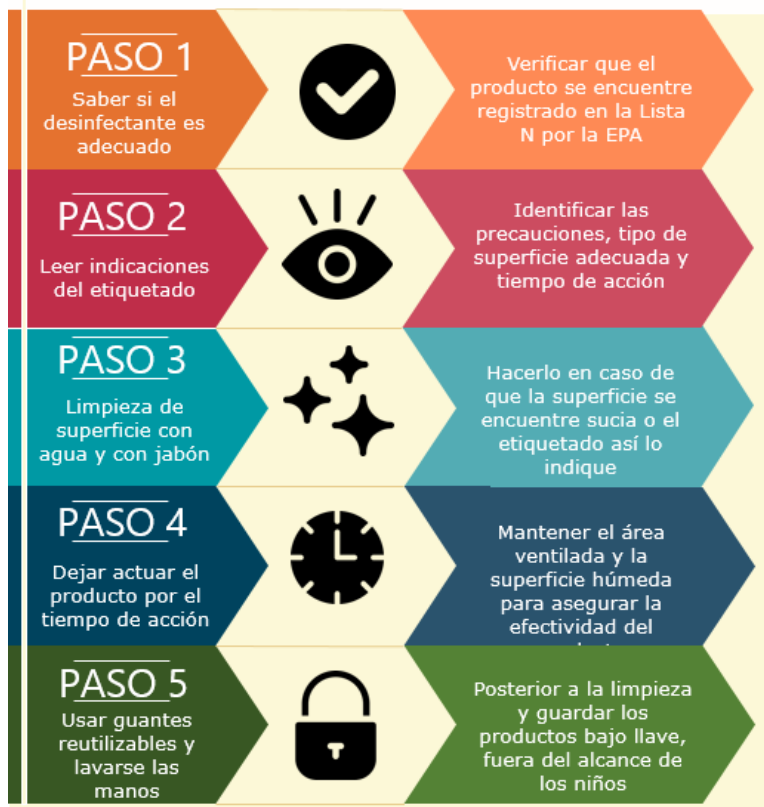 PASO 1
Saber si el
desinfectante es
adecuado
Verificar que el
producto se encuentre
registrado en la Lista
N por la EPA
PASO 2
Leer indicaciones
del etiquetado
Identificar las
precauciones, tipo de
superficie adecuada y
tiempo de acción
PASO 3
Limpieza de
superficie con
agua y con jabón
Hacerlo en caso de
que la superficie se
encuentre sucia o el
etiquetado así lo
indique
PASO 4
Dejar actuar el
producto por el
tiempo de acción
Mantener el área
ventilada y la
superficie húmeda
para asegurar la
efectividad del
PASO 5
Usar guantes
reutilizables y
lavarse las
manos
Posterior a la limpieza
y guardar los
productos bajo llave,
fuera del alcance de
los niños